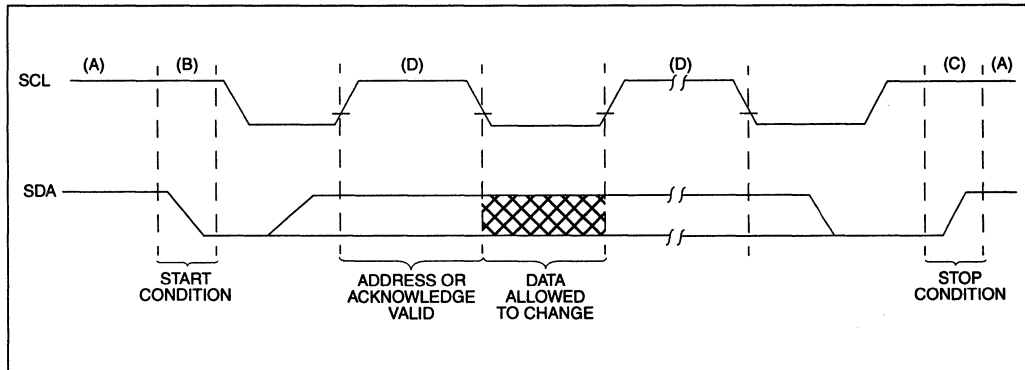 (A) (B) (D) (D) (C) (A)
SCL
SDA
START
CONDITION
ADDRESS OR
ACKNOWLEDGE
VALID
DATA
ALLOWED
TO CHANGE
STOP
CONDITION